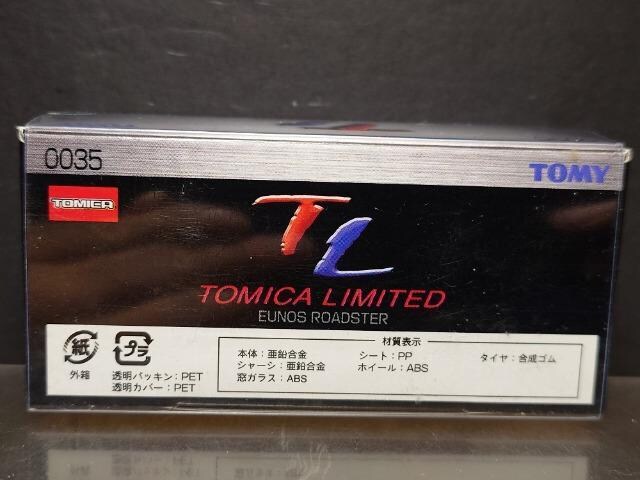 0035
TOMY
TOMICA
TL
TOMICA LIMITED
EUNOS ROADSTER
紙
外箱
プラ
透明パッキン:PET
透明カバー:PET
材質表示
本体:亜鉛合金
シャーシ:亜鉛合金
窓ガラス:ABS
シート:PP
ホイール:ABS
タイヤ:合成ゴム